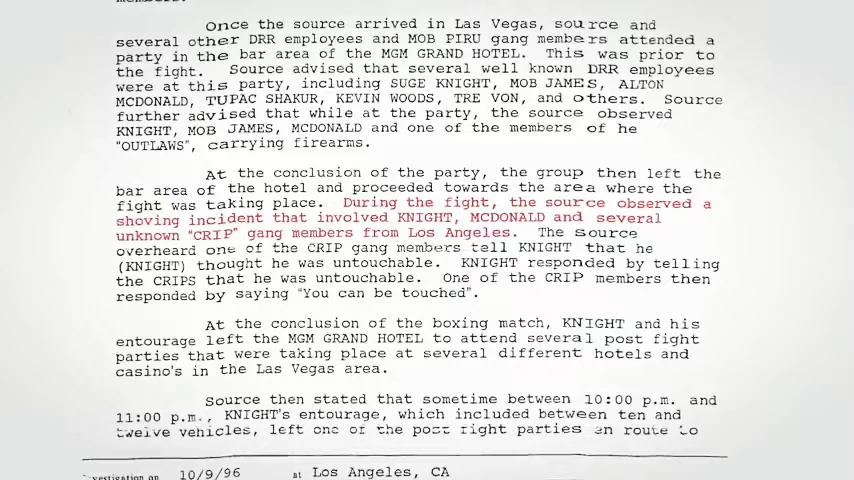 members.
Once the source arrived in Las Vegas, source and
several other DRR employees and MOB PIRU gang members attended a
party in the bar area of the MGM GRAND HOTEL. This was prior to
the fight. Source advised that several well known DRR employees
were at this party, including SUGE KNIGHT, MOB JAMES, ALTON
MCDONALD, TUPAC SHAKUR, KEVIN WOODS, TRE VON, and others. Source
further advised that while at the party, the source observed
KNIGHT, MOB JAMES, MCDONALD and one of the members of he
"OUTLAWS", carrying firearms.
At the conclusion of the party, the group then left the
bar area of the hotel and proceeded towards the area where the
fight was taking place. During the fight, the source observed a
shoving incident that involved KNIGHT, MCDONALD and several
unknown "CRIP" gang members from Los Angeles. The source
overheard one of the CRIP gang members tell KNIGHT that he
(KNIGHT) thought he was untouchable. KNIGHT responded by telling
the CRIPS that he was untouchable. One of the CRIP members then
responded by saying "You can be touched".
At the conclusion of the boxing match, KNIGHT and his
entourage left the MGM GRAND HOTEL to attend several post fight
parties that were taking place at several different hotels and
casino's in the Las Vegas area.
Source then stated that sometime between 10:00 p.m. and
11:00 p.m., KNIGHT's entourage, which included between ten and
twelve vehicles, left one of the post fight parties en route to
vestigation on 10/9/96 at Los Angeles, CA